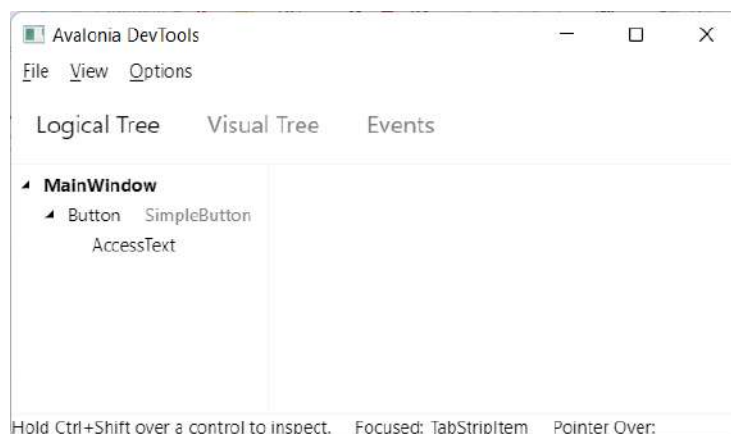 Avalonia DevTools
File View Options
Logical Tree Visual Tree Events
MainWindow
Button SimpleButton
AccessText
Hold Ctrl+Shift over a control to inspect. Focused: TabStripItem Pointer Over: